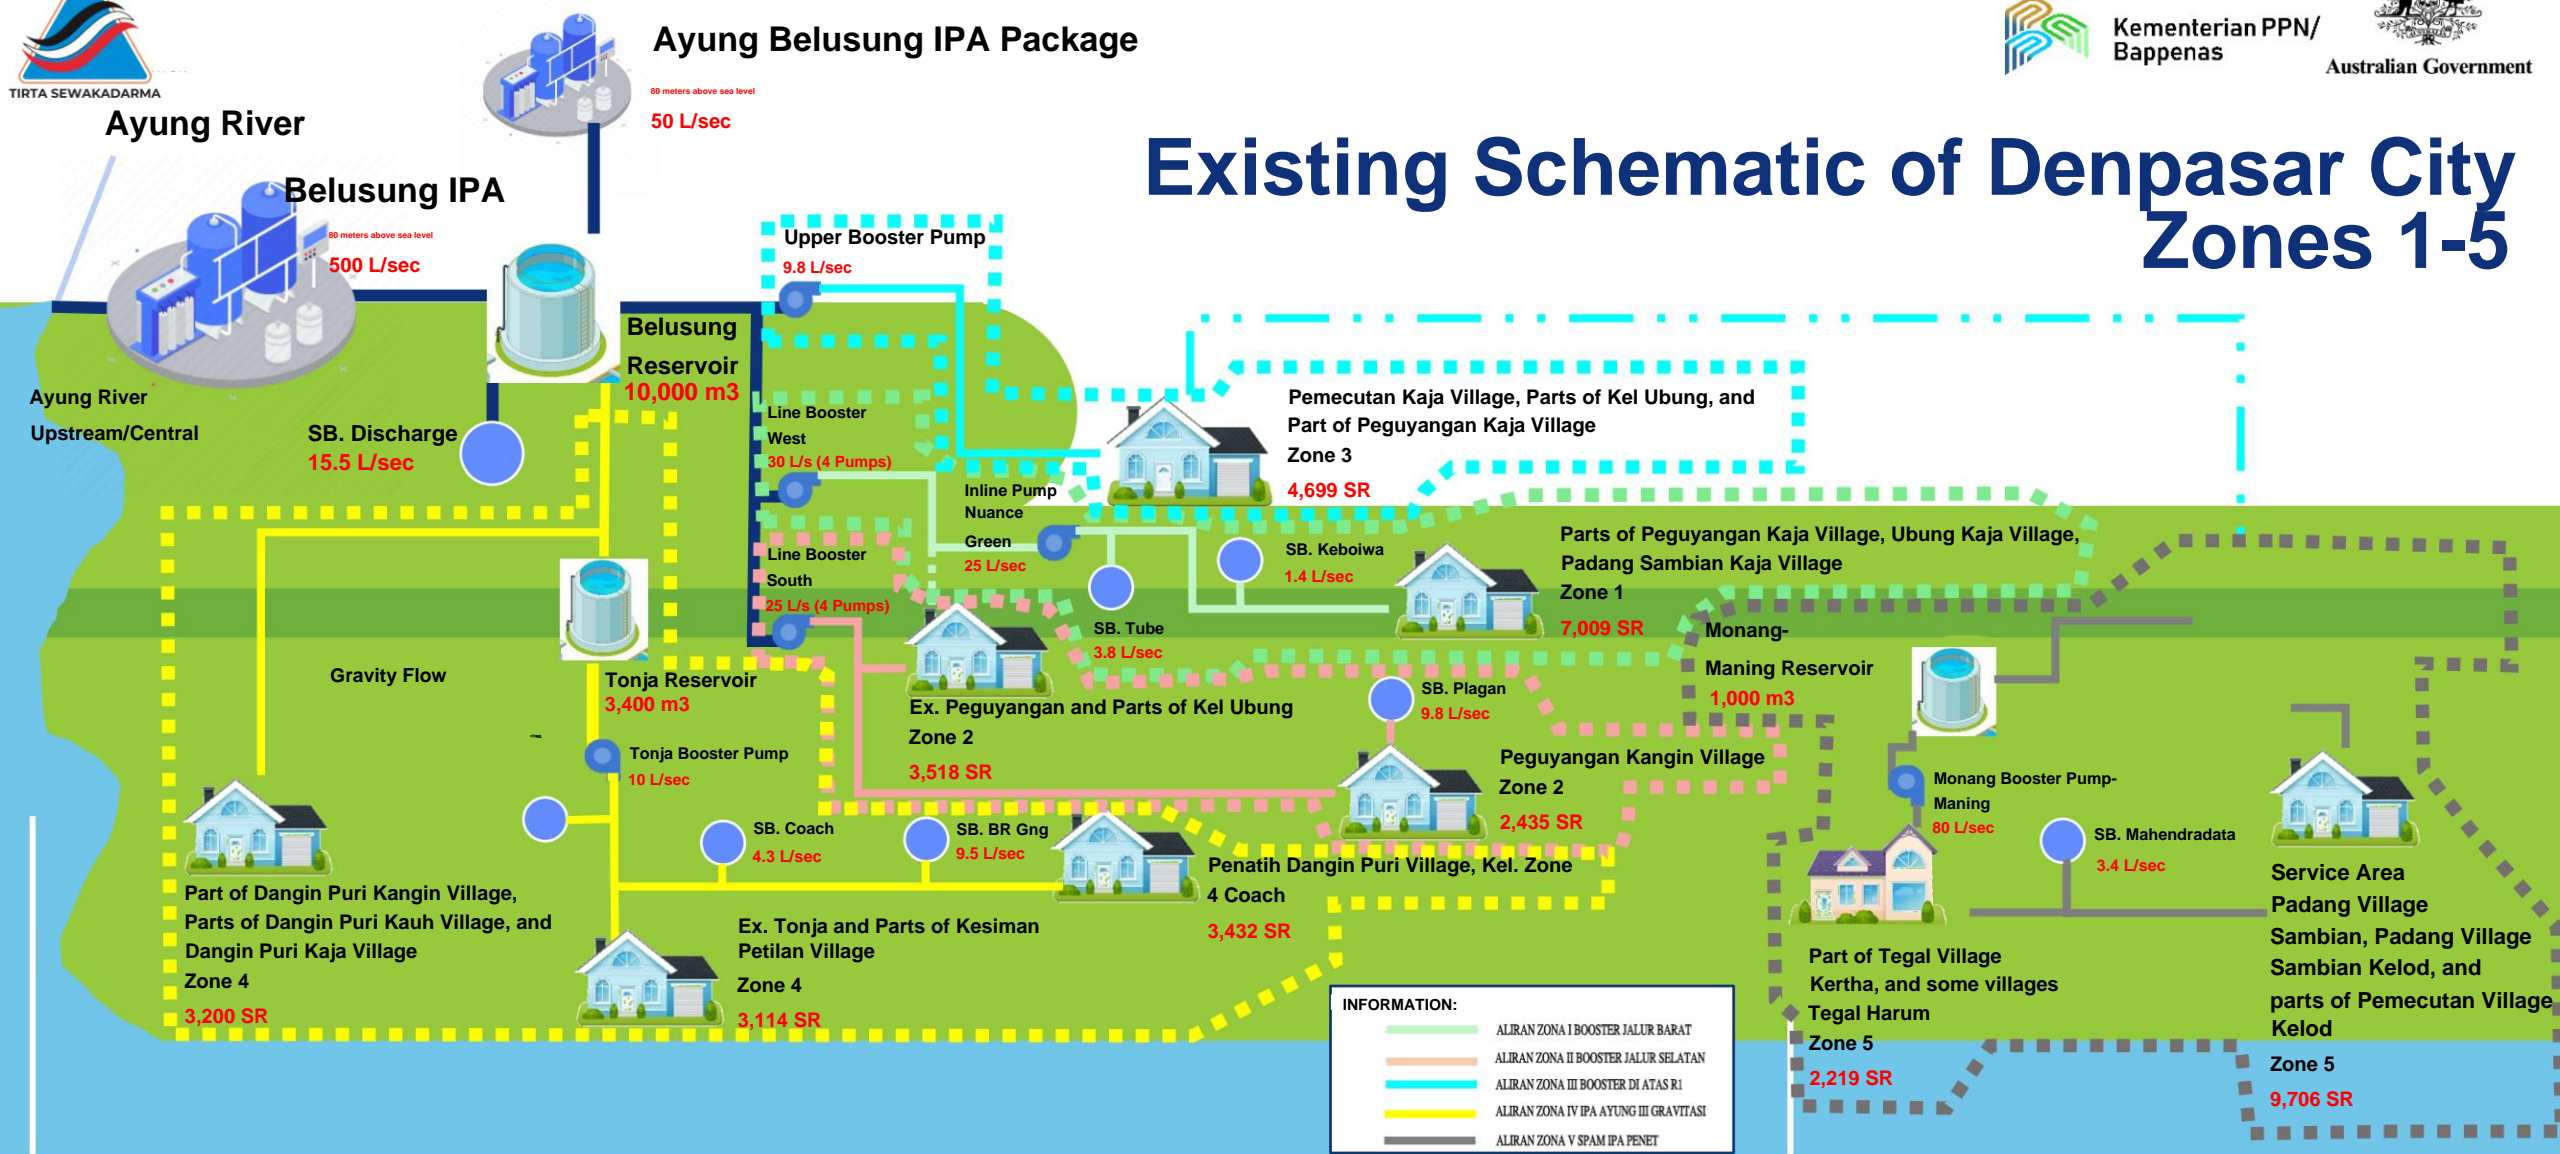 TIRTA SEWAKADARMA
Ayung Belusung IPA Package
80 meters above sea level
50 L/sec
Kementerian PPN/
Bappenas
Australian Government
Existing Schematic of Denpasar City
Zones 1-5
Ayung River
Belusung IPA
80 meters above sea level
500 L/sec
Upper Booster Pump
9.8 L/sec
Belusung
Reservoir
10,000 m3
Ayung River
Upstream/Central
SB. Discharge
15.5 L/sec
Line Booster
West
30 L/s (4 Pumps)
Pemecutan Kaja Village, Parts of Kel Ubung, and
Part of Peguyangan Kaja Village
Zone 3
4,699 SR
Inline Pump
Nuance
Green
25 L/sec
Line Booster
South
25 L/s (4 Pumps)
SB. Keboiwa
1.4 L/sec
Parts of Peguyangan Kaja Village, Ubung Kaja Village,
Padang Sambian Kaja Village
Zone 1
7,009 SR
SB. Tube
3.8 L/sec
Monang-
Maning Reservoir
1,000 m3
Gravity Flow
Tonja Reservoir
3,400 m3
Ex. Peguyangan and Parts of Kel Ubung
Zone 2
3,518 SR
SB. Plagan
9.8 L/sec
Tonja Booster Pump
10 L/sec
Peguyangan Kangin Village
Zone 2
2,435 SR
Monang Booster Pump-
Maning
80 L/sec
SB. Coach
4.3 L/sec
SB. BR Gng
9.5 L/sec
SB. Mahendradata
3.4 L/sec
Penatih Dangin Puri Village, Kel. Zone
4 Coach
3,432 SR
Part of Dangin Puri Kangin Village,
Parts of Dangin Puri Kauh Village, and
Dangin Puri Kaja Village
Zone 4
3,200 SR
Ex. Tonja and Parts of Kesiman
Petilan Village
Zone 4
3,114 SR
Part of Tegal Village
Kertha, and some villages
Tegal Harum
Zone 5
2,219 SR
Service Area
Padang Village
Sambian, Padang Village
Sambian Kelod, and
parts of Pemecutan Village
Kelod
Zone 5
9,706 SR
INFORMATION:
ALIRAN ZONA I BOOSTER JALUR BARAT
ALIRAN ZONA II BOOSTER JALUR SELATAN
ALIRAN ZONA III BOOSTER DI ATAS R1
ALIRAN ZONA IV IPA AYUNG III GRAVITASI
ALIRAN ZONA V SPAM IPA PENET